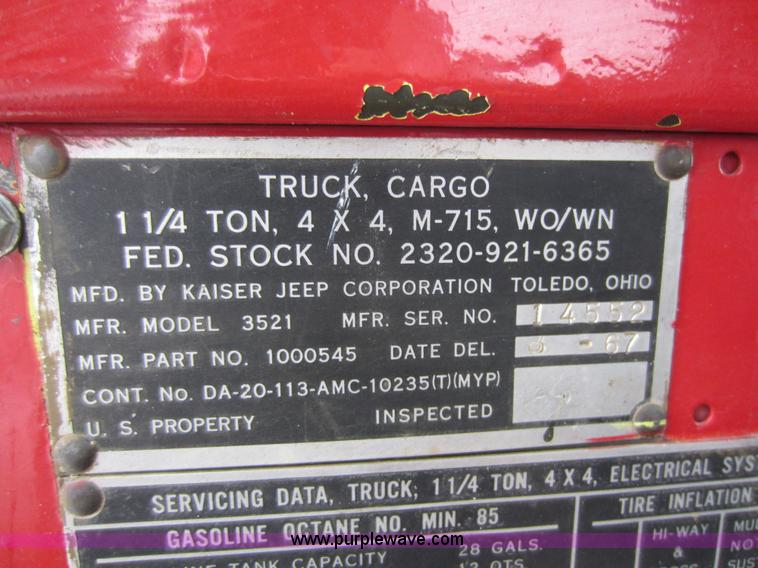 TRUCK, CARGO
1 1/4 TON, 4 X 4, M-715, WO/WN
FED. STOCK NO. 2320-921-6365
MFD. BY KAISER JEEP CORPORATION TOLEDO, OHIO
MFR. MODEL 3521 MFR. SER. NO. 14552
MFR. PART NO. 1000545 DATE DEL. -67
CONT. NO. DA-20-113-AMC-10235(T)(MYP)
U. S. PROPERTY INSPECTED
SERVICING DATA, TRUCK; 1 1/4 TON, 4 X 4, ELECTRICAL SYS
GASOLINE OCTANE NO. MIN. 85 TIRE INFLATION
TANK CAPACITY 28 GALS. HI-WAY
www.purplewave.com
&